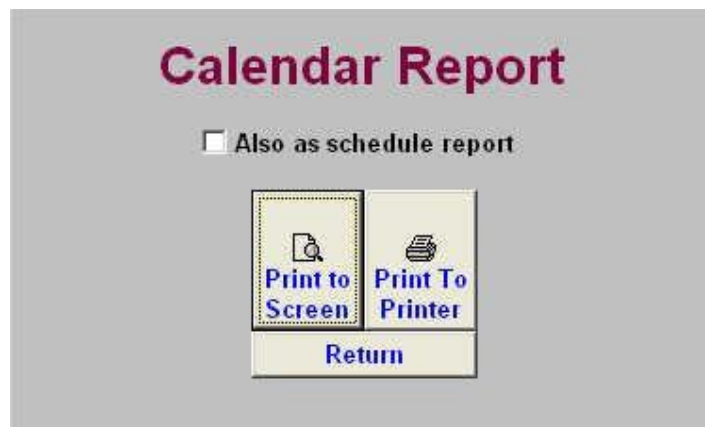 Calendar Report
Also as schedule report
Print to Print To
Screen Printer
Return